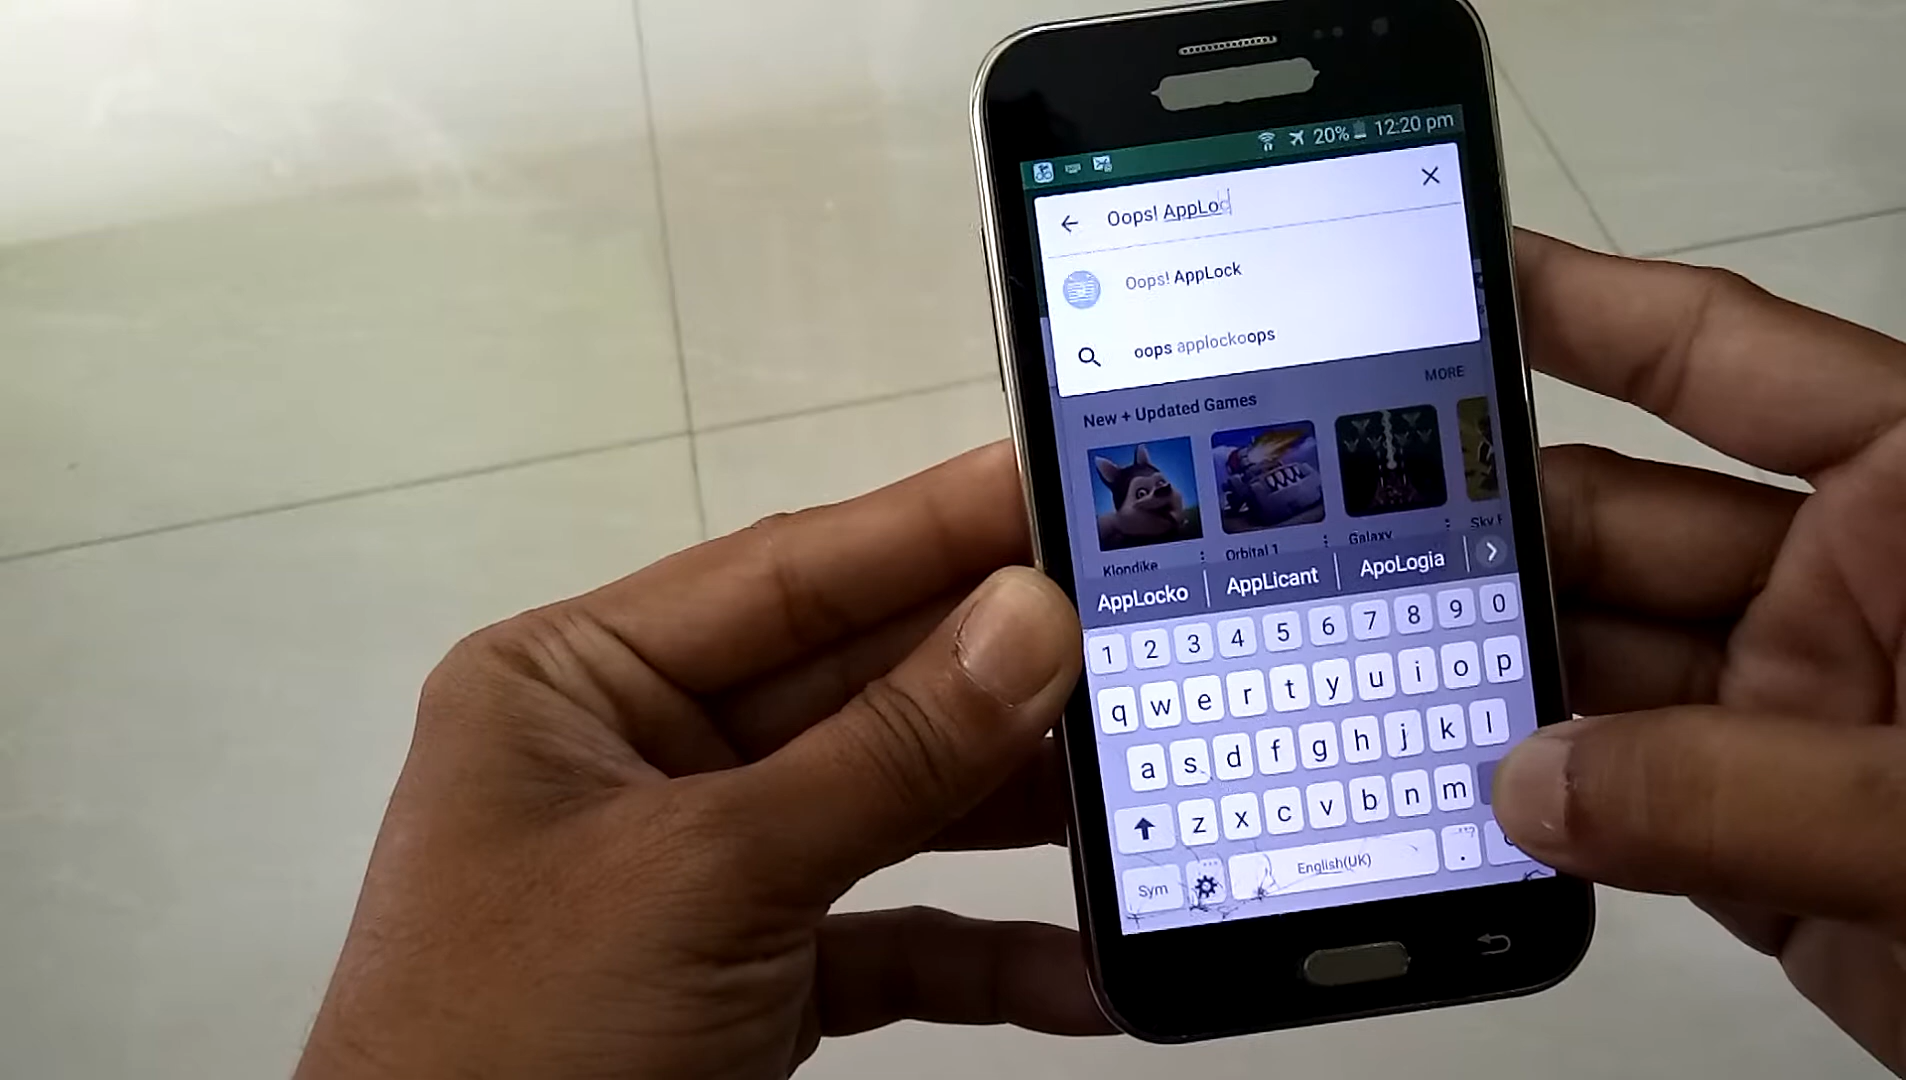 20% 12:20 pm
Oops! AppLoc
Oops! AppLock
oops applockoops
MORE
New + Updated Games
Klondike Orbital 1 Galaxy Sky
AppLocko AppLicant ApoLogia
1 2 3 4 5 6 7 8 9 0
q w e r t y u i o p
a s d f g h j k l
z x c v b n m
Sym English(UK) .